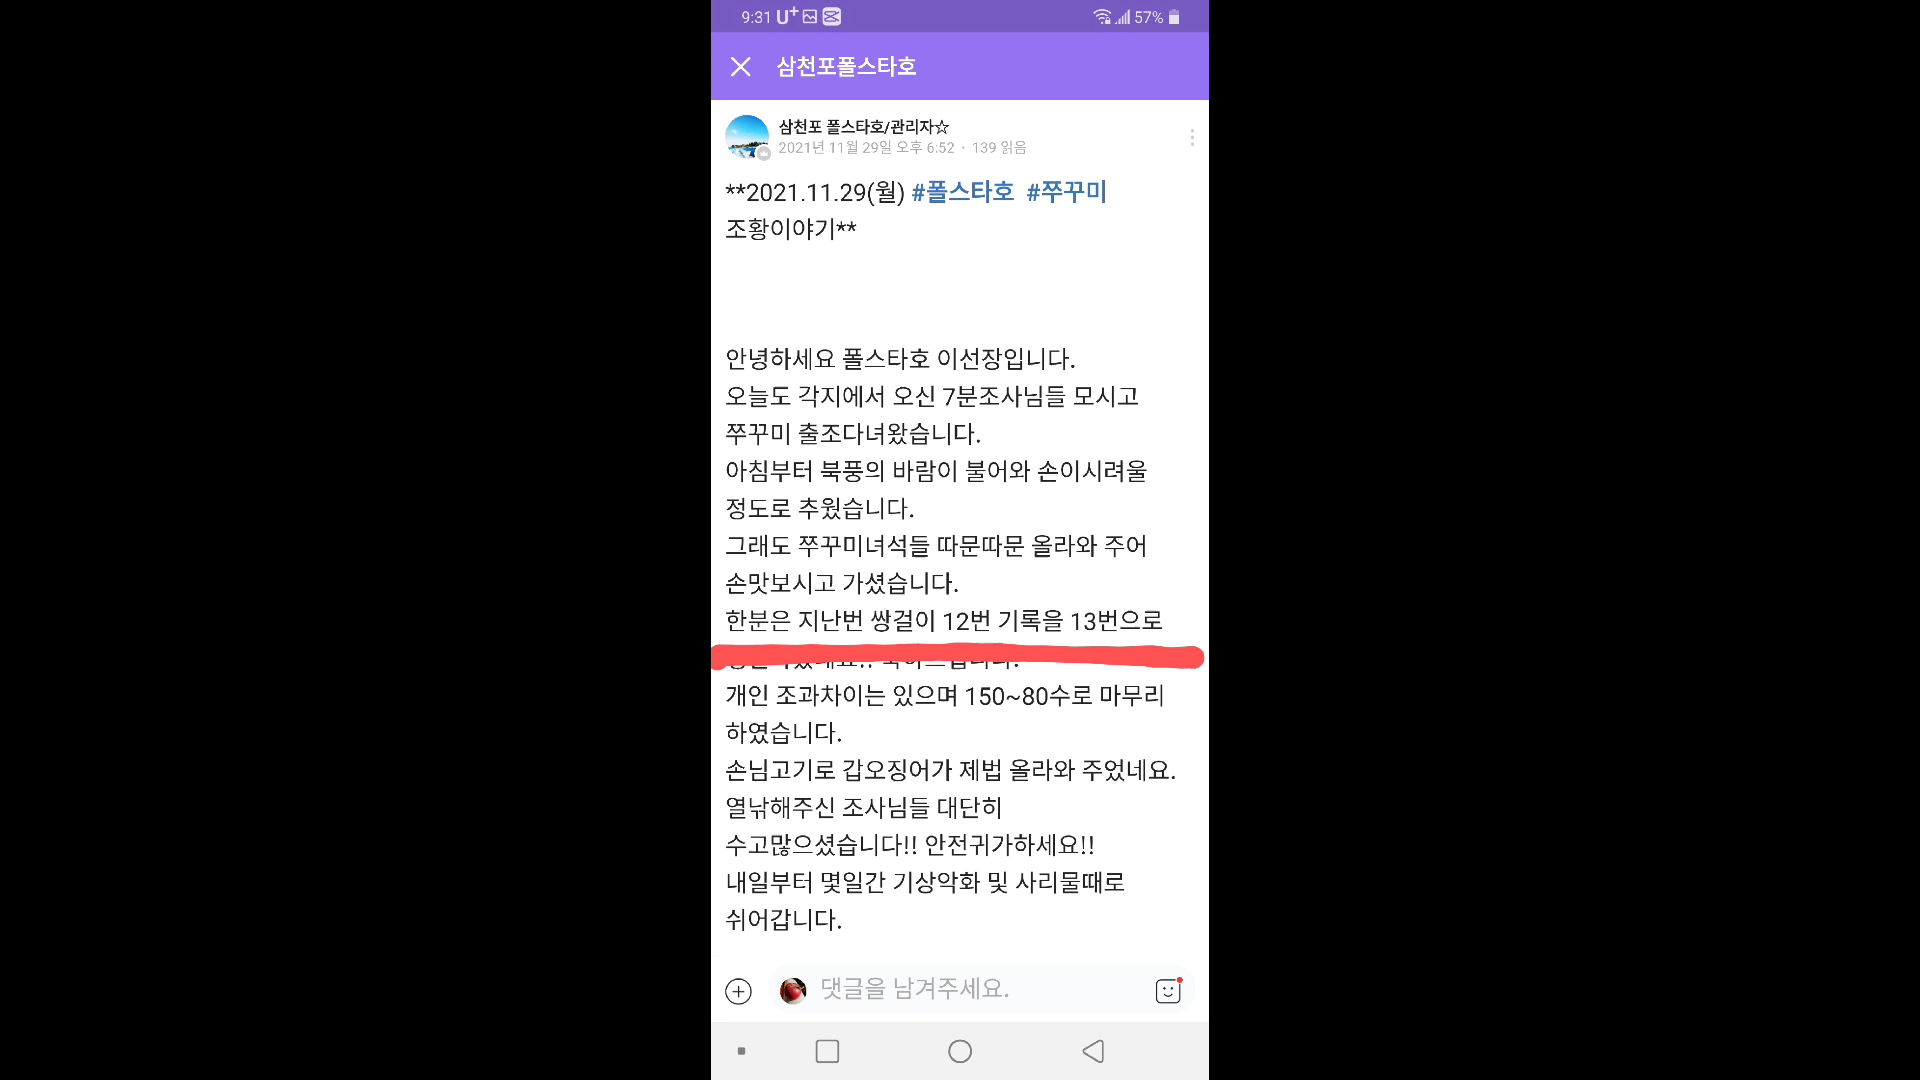 9:31 U+ 57%
삼천포폴스타호
삼천포 폴스타호/관리자☆
2021년 11월 29일 오후 6:52 · 139 읽음
**2021.11.29(월) #폴스타호 #쭈꾸미
조황이야기**
안녕하세요 폴스타호 이선장입니다.
오늘도 각지에서 오신 7분조사님들 모시고
쭈꾸미 출조다녀왔습니다.
아침부터 북풍의 바람이 불어와 손이시려울
정도로 추웠습니다.
그래도 쭈꾸미녀석들 따문따문 올라와 주어
손맛보시고 가셨습니다.
한분은 지난번 쌍걸이 12번 기록을 13번으로
개인 조과차이는 있으며 150~80수로 마무리
하였습니다.
손님고기로 갑오징어가 제법 올라와 주었네요.
열낚해주신 조사님들 대단히
수고많으셨습니다!! 안전귀가하세요!!
내일부터 몇일간 기상악화 및 사리물때로
쉬어갑니다.
댓글을 남겨주세요.